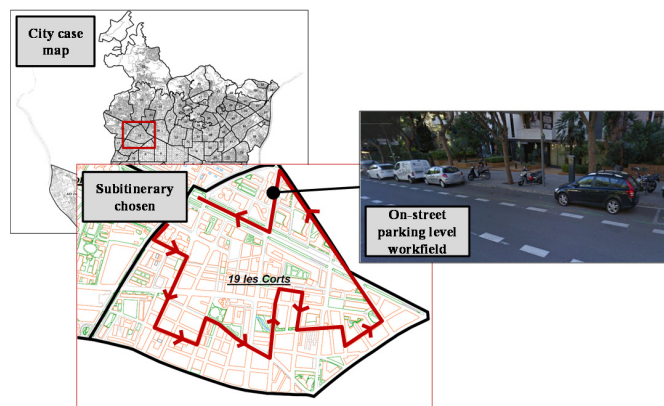 City case
map
Subitinerary
chosen
On-street
parking level
workfield
19 les Corts